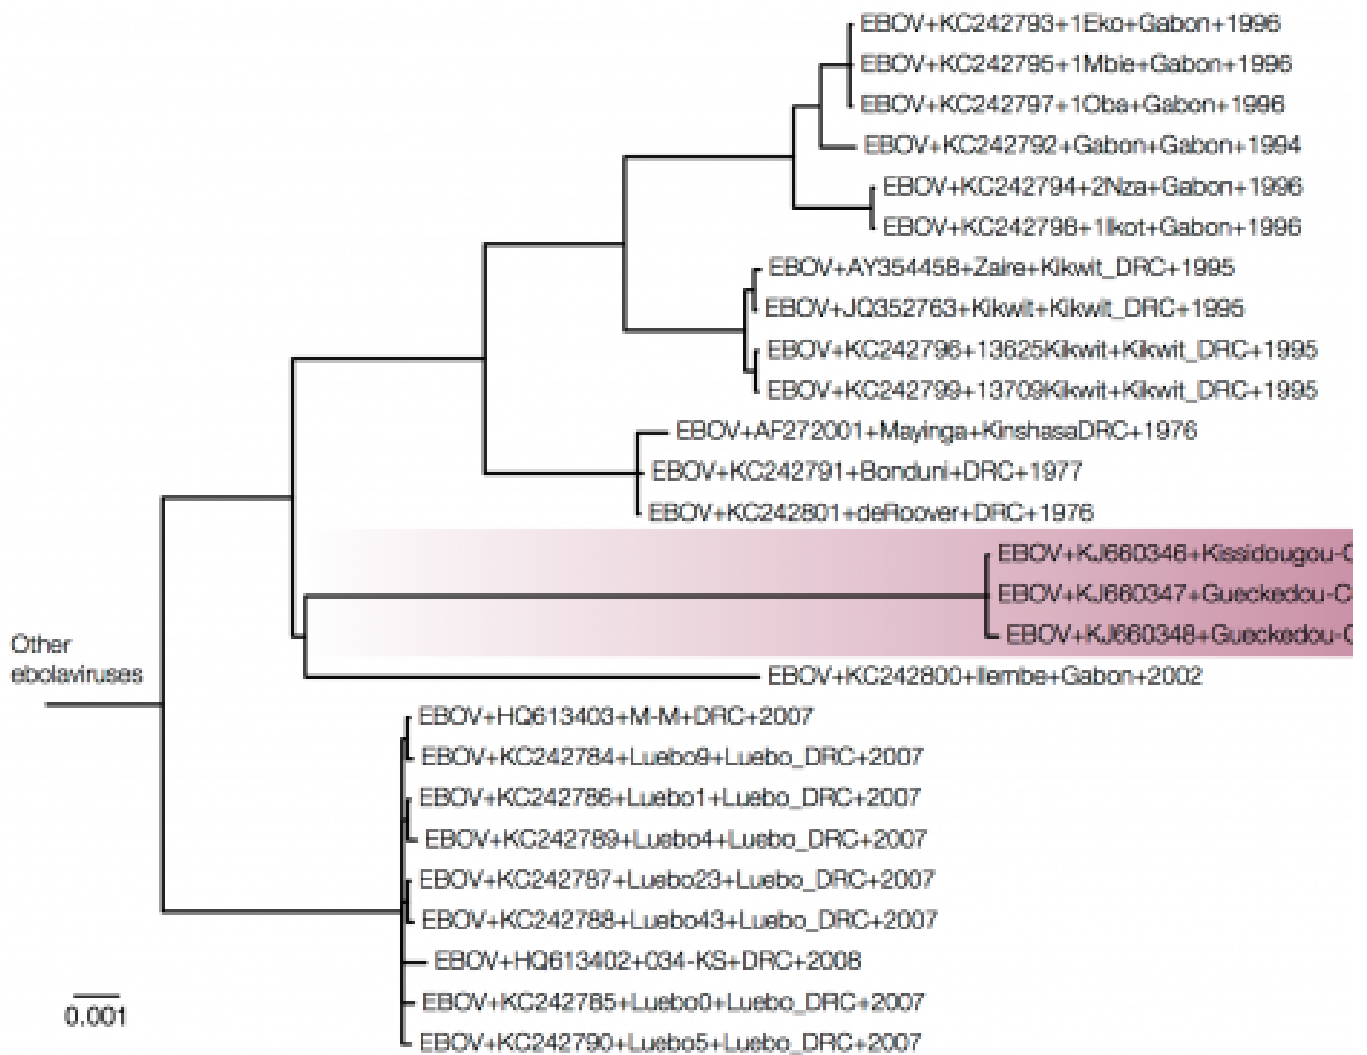 EBOV+KC242793+1Eko+Gabon+1996
EBOV+KC242795+1Mbie+Gabon+1996
EBOV+KC242797+1Oba+Gabon+1996
EBOV+KC242792+Gabon+Gabon+1994
EBOV+KC242794+2Nza+Gabon+1996
EBOV+KC242798+1Ikot+Gabon+1996
EBOV+AY354458+Zaire+Kikwit_DRC+1995
EBOV+JQ352763+Kikwit+Kikwit_DRC+1995
EBOV+KC242796+13625Kikwit+Kikwit_DRC+1995
EBOV+KC242799+13709Kikwit+Kikwit_DRC+1995
EBOV+AF272001+Mayinga+KinshasaDRC+1976
EBOV+KC242791+Bonduni+DRC+1977
EBOV+KC242801+deRoover+DRC+1976
EBOV+KJ660346+Kissidougou-C
EBOV+KJ660347+Gueckedou-C
EBOV+KJ660348+Gueckedou-C
Other
ebolaviruses
EBOV+KC242800+Ilembe+Gabon+2002
EBOV+HQ613403+M-M+DRC+2007
EBOV+KC242784+Luebo9+Luebo_DRC+2007
EBOV+KC242786+Luebo1+Luebo_DRC+2007
EBOV+KC242789+Luebo4+Luebo_DRC+2007
EBOV+KC242787+Luebo23+Luebo_DRC+2007
EBOV+KC242788+Luebo43+Luebo_DRC+2007
EBOV+HQ613402+034-KS+DRC+2008
EBOV+KC242785+Luebo0+Luebo_DRC+2007
EBOV+KC242790+Luebo5+Luebo_DRC+2007
0.001